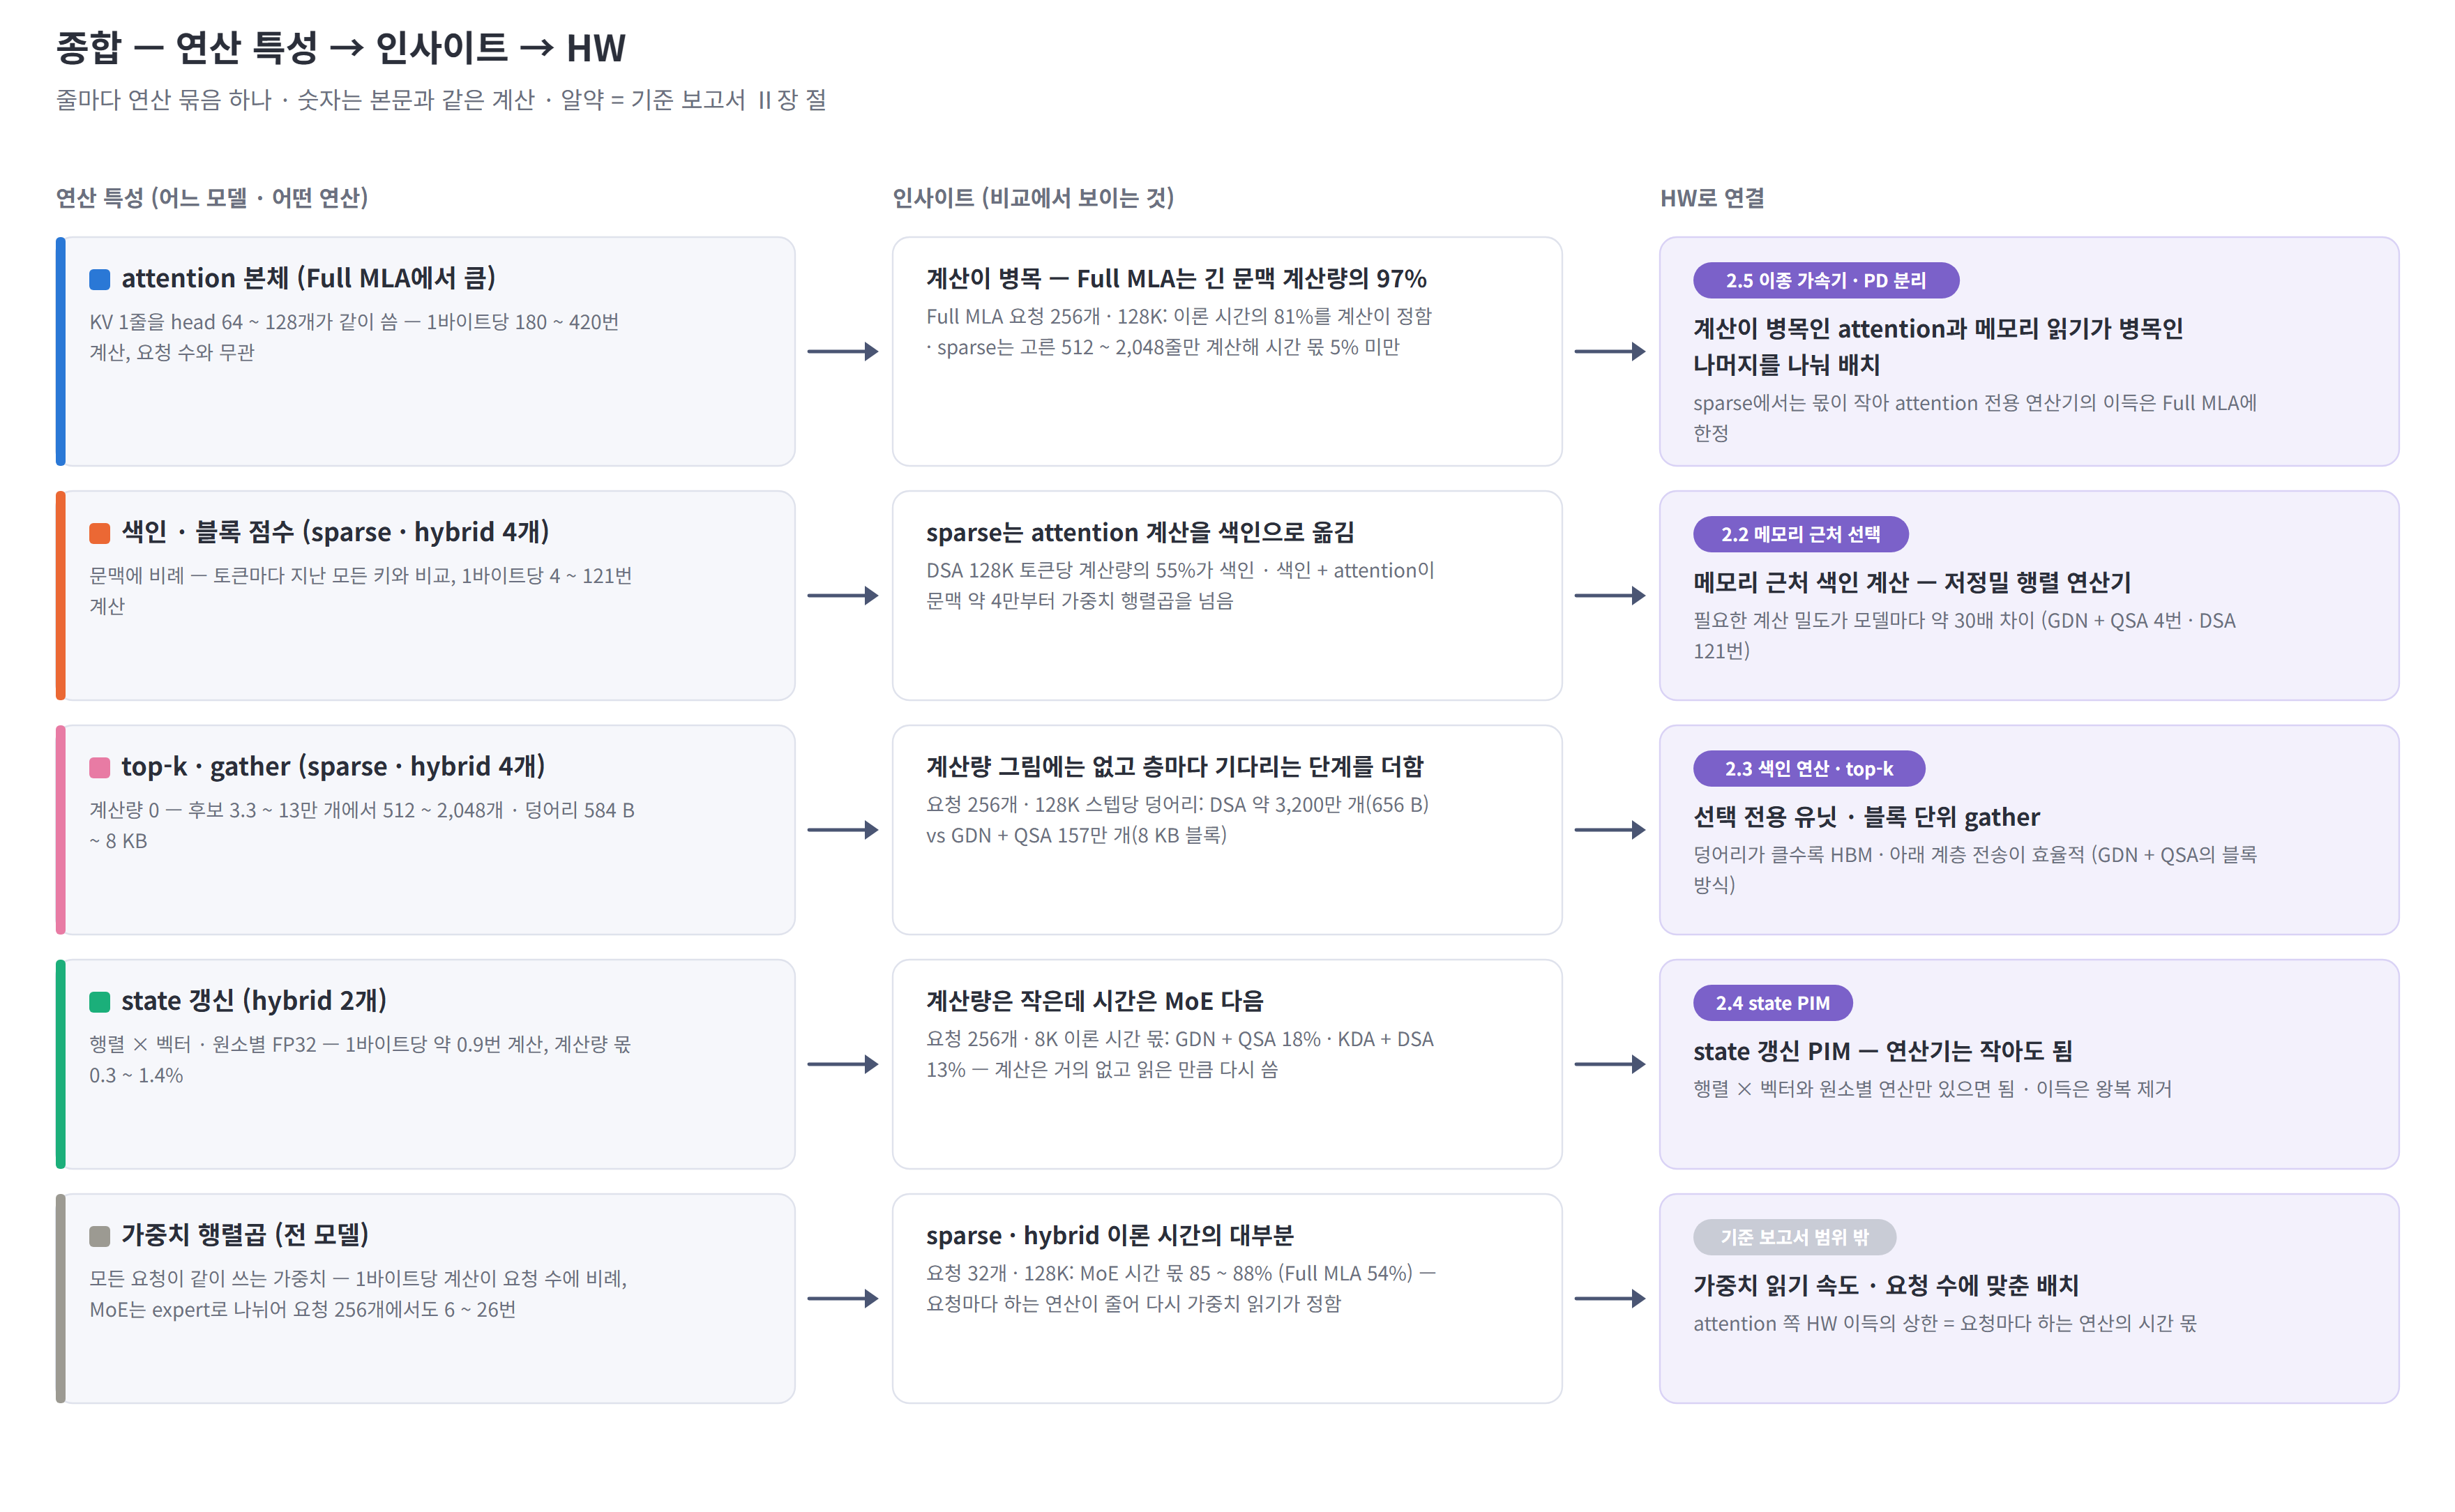 종합 — 연산 특성 → 인사이트 → HW
줄마다 연산 묶음 하나 · 숫자는 본문과 같은 계산 · 알약 = 기준 보고서 Ⅱ장 절
연산 특성 (어느 모델 · 어떤 연산)
인사이트 (비교에서 보이는 것)
HW로 연결
attention 본체 (Full MLA에서 큼)
KV 1줄을 head 64 ~ 128개가 같이 씀 — 1바이트당 180 ~ 420번
계산, 요청 수와 무관
계산이 병목 — Full MLA는 긴 문맥 계산량의 97%
Full MLA 요청 256개 · 128K: 이론 시간의 81%를 계산이 정함
· sparse는 고른 512 ~ 2,048줄만 계산해 시간 몫 5% 미만
2.5 이종 가속기 · PD 분리
계산이 병목인 attention과 메모리 읽기가 병목인
나머지를 나눠 배치
sparse에서는 몫이 작아 attention 전용 연산기의 이득은 Full MLA에
한정
색인 · 블록 점수 (sparse · hybrid 4개)
문맥에 비례 — 토큰마다 지난 모든 키와 비교, 1바이트당 4 ~ 121번
계산
sparse는 attention 계산을 색인으로 옮김
DSA 128K 토큰당 계산량의 55%가 색인 · 색인 + attention이
문맥 약 4만부터 가중치 행렬곱을 넘음
2.2 메모리 근처 선택
메모리 근처 색인 계산 — 저정밀 행렬 연산기
필요한 계산 밀도가 모델마다 약 30배 차이 (GDN + QSA 4번 · DSA
121번)
top-k · gather (sparse · hybrid 4개)
계산량 0 — 후보 3.3 ~ 13만 개에서 512 ~ 2,048개 · 덩어리 584 B
~ 8 KB
계산량 그림에는 없고 층마다 기다리는 단계를 더함
요청 256개 · 128K 스텝당 덩어리: DSA 약 3,200만 개(656 B)
vs GDN + QSA 157만 개(8 KB 블록)
2.3 색인 연산 · top-k
선택 전용 유닛 · 블록 단위 gather
덩어리가 클수록 HBM · 아래 계층 전송이 효율적 (GDN + QSA의 블록
방식)
state 갱신 (hybrid 2개)
행렬 × 벡터 · 원소별 FP32 — 1바이트당 약 0.9번 계산, 계산량 몫
0.3 ~ 1.4%
계산량은 작은데 시간은 MoE 다음
요청 256개 · 8K 이론 시간 몫: GDN + QSA 18% · KDA + DSA
13% — 계산은 거의 없고 읽은 만큼 다시 씀
2.4 state PIM
state 갱신 PIM — 연산기는 작아도 됨
행렬 × 벡터와 원소별 연산만 있으면 됨 · 이득은 왕복 제거
가중치 행렬곱 (전 모델)
모든 요청이 같이 쓰는 가중치 — 1바이트당 계산이 요청 수에 비례,
MoE는 expert로 나뉘어 요청 256개에서도 6 ~ 26번
sparse · hybrid 이론 시간의 대부분
요청 32개 · 128K: MoE 시간 몫 85 ~ 88% (Full MLA 54%) —
요청마다 하는 연산이 줄어 다시 가중치 읽기가 정함
기준 보고서 범위 밖
가중치 읽기 속도 · 요청 수에 맞춘 배치
attention 쪽 HW 이득의 상한 = 요청마다 하는 연산의 시간 몫